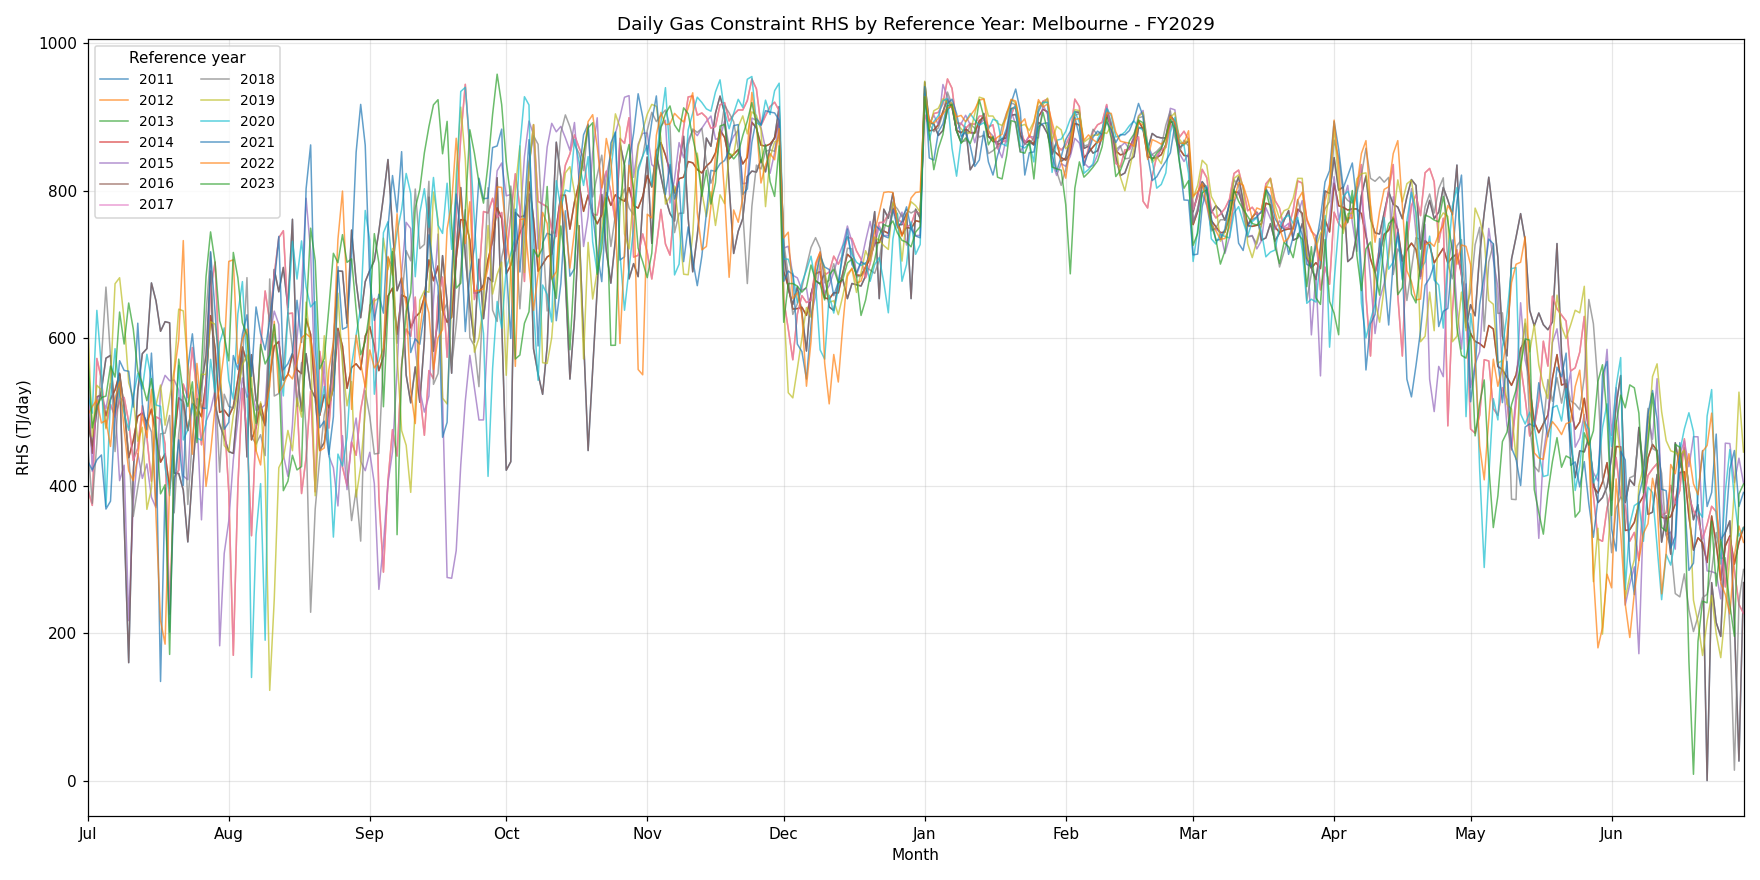 Daily Gas Constraint RHS by Reference Year: Melbourne - FY2029
Reference year
2011
2012
2013
2014
2015
2016
2017
2018
2019
2020
2021
2022
2023
RHS (TJ/day)
1000
800
600
400
200
0
Jul
Aug
Sep
Oct
Nov
Dec
Jan
Feb
Mar
Apr
May
Jun
Month